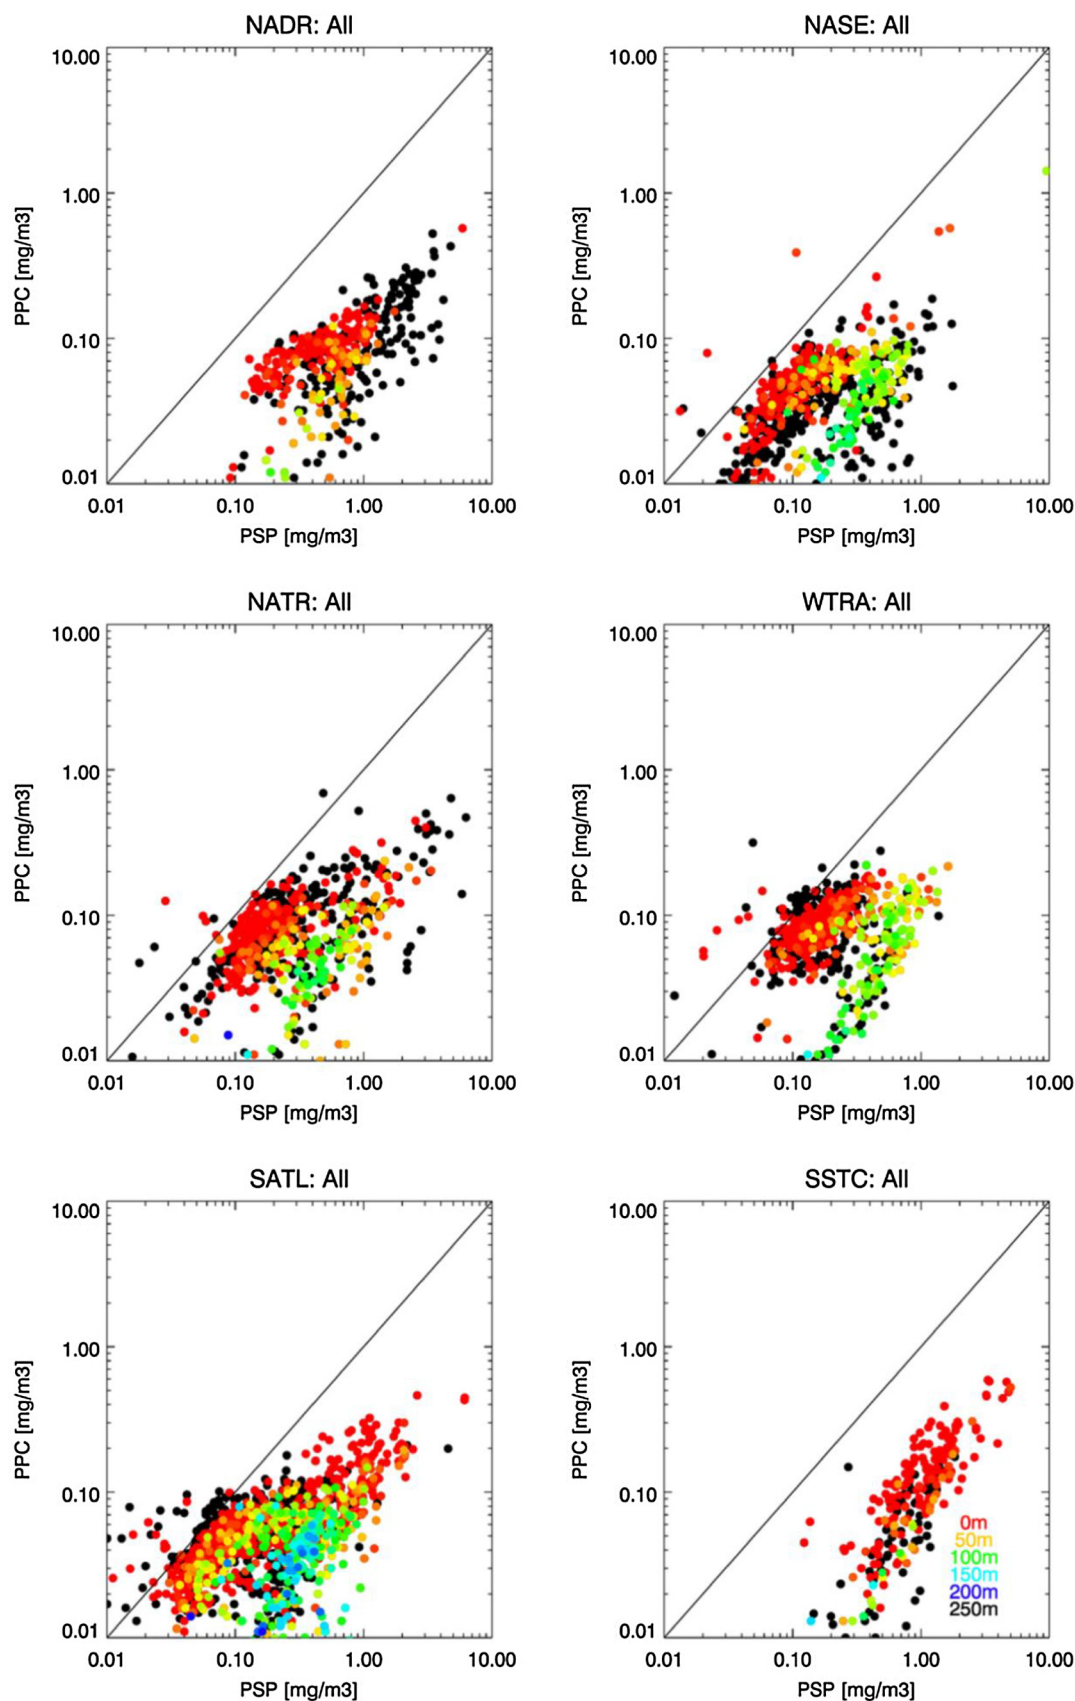 NADR: All
NASE: All
10.00
1.00
0.10
0.01
PPC [mg/m3]
0.01 0.10 1.00 10.00
PSP [mg/m3]
10.00
1.00
0.10
0.01
PPC [mg/m3]
0.01 0.10 1.00 10.00
PSP [mg/m3]
NATR: All
WTRA: All
10.00
1.00
0.10
0.01
PPC [mg/m3]
0.01 0.10 1.00 10.00
PSP [mg/m3]
10.00
1.00
0.10
0.01
PPC [mg/m3]
0.01 0.10 1.00 10.00
PSP [mg/m3]
SATL: All
SSTC: All
10.00
1.00
0.10
0.01
PPC [mg/m3]
0.01 0.10 1.00 10.00
PSP [mg/m3]
10.00
1.00
0.10
0.01
PPC [mg/m3]
0m
50m
100m
150m
200m
250m
0.01 0.10 1.00 10.00
PSP [mg/m3]